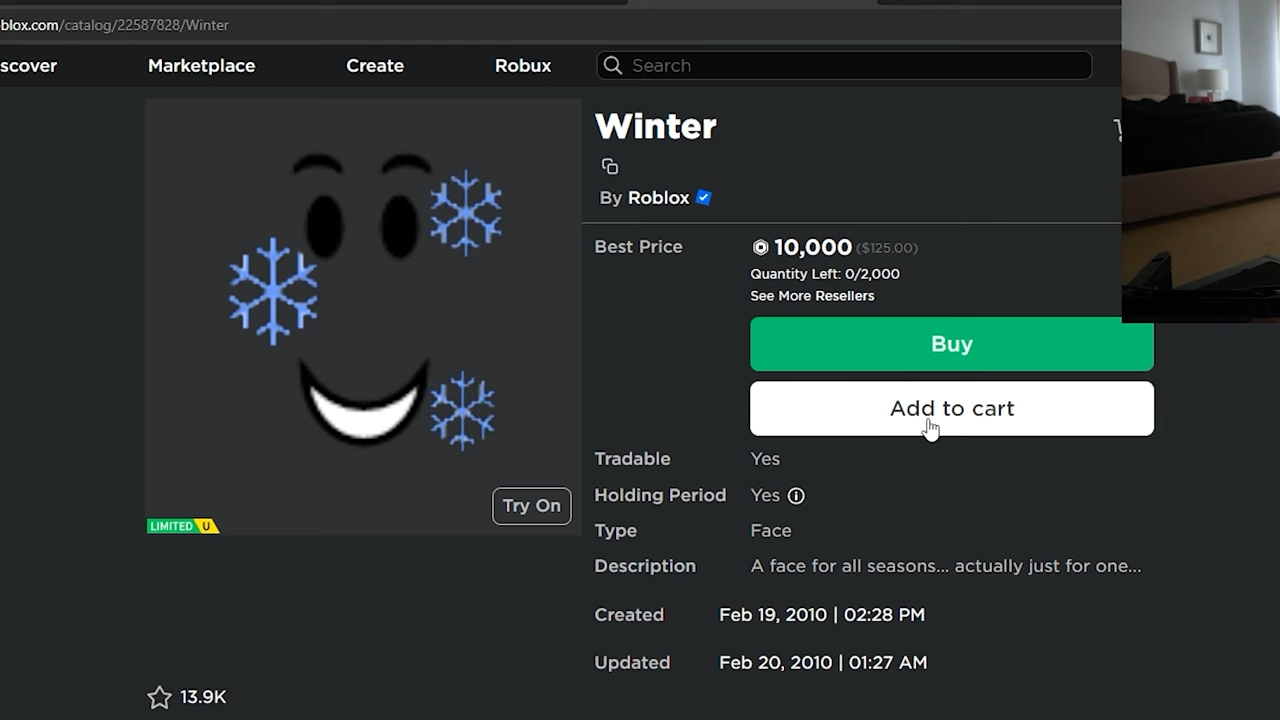 blox.com/catalog/22587828/Winter
scover Marketplace Create Robux Search
Winter
By Roblox
Best Price 10,000 ($125.00)
Quantity Left: 0/2,000
See More Resellers
Buy
Add to cart
Tradable Yes
Holding Period Yes
Type Face
Description A face for all seasons... actually just for one...
Created Feb 19, 2010 | 02:28 PM
Updated Feb 20, 2010 | 01:27 AM
Try On
LIMITED U
13.9K